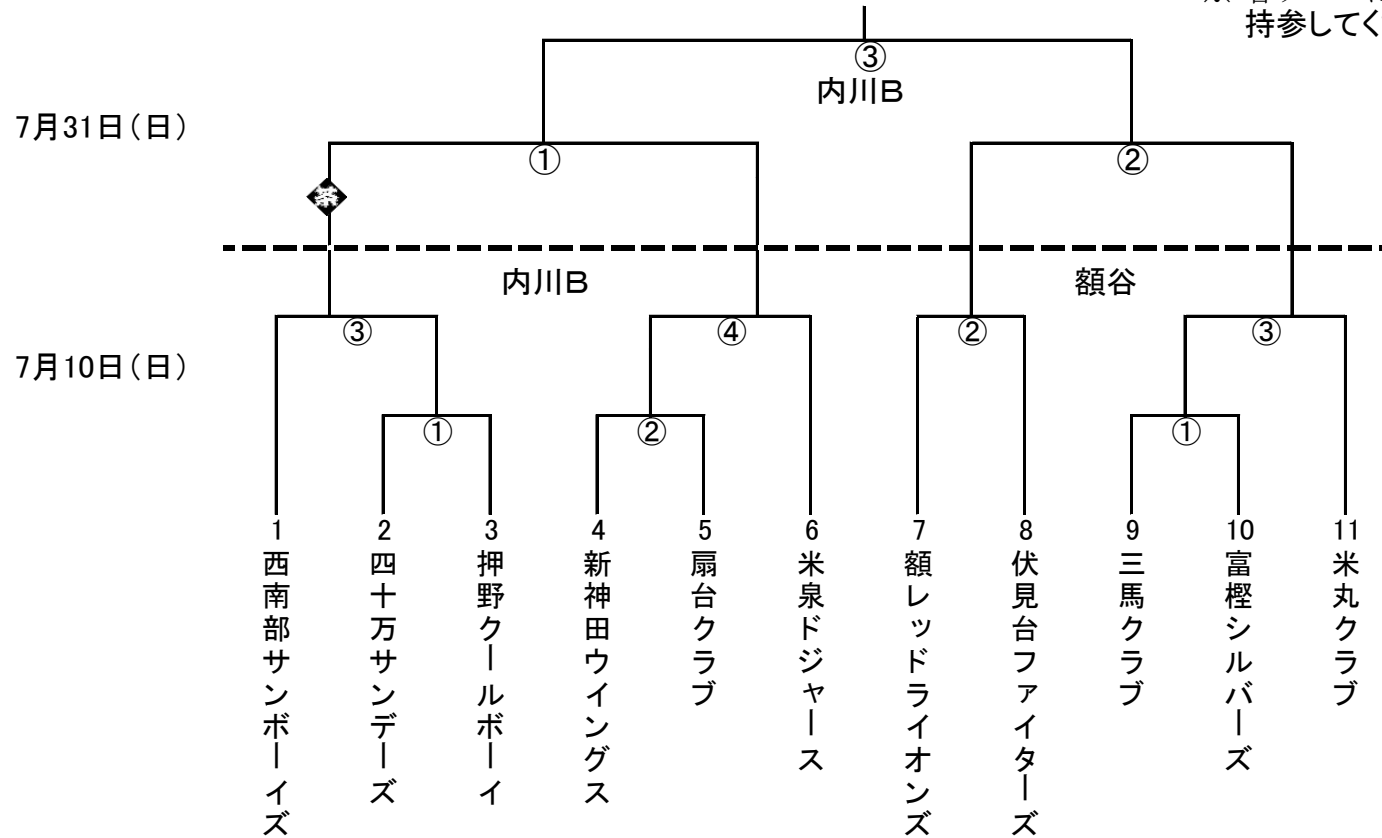 持参してく
③
内川B
7月31日(日)
①
②
茶
内川B
額谷
③
④
②
③
7月10日(日)
①
②
①
1
2
3
4
5
6
7
8
9
10
11
西南部サンボーイズ
四十万サンデーズ
押野クールボーイ
新神田ウイングス
扇台クラブ
米泉ドジャース
額レッドライオンズ
伏見台ファイターズ
三馬クラブ
富樫シルバーズ
米丸クラブ